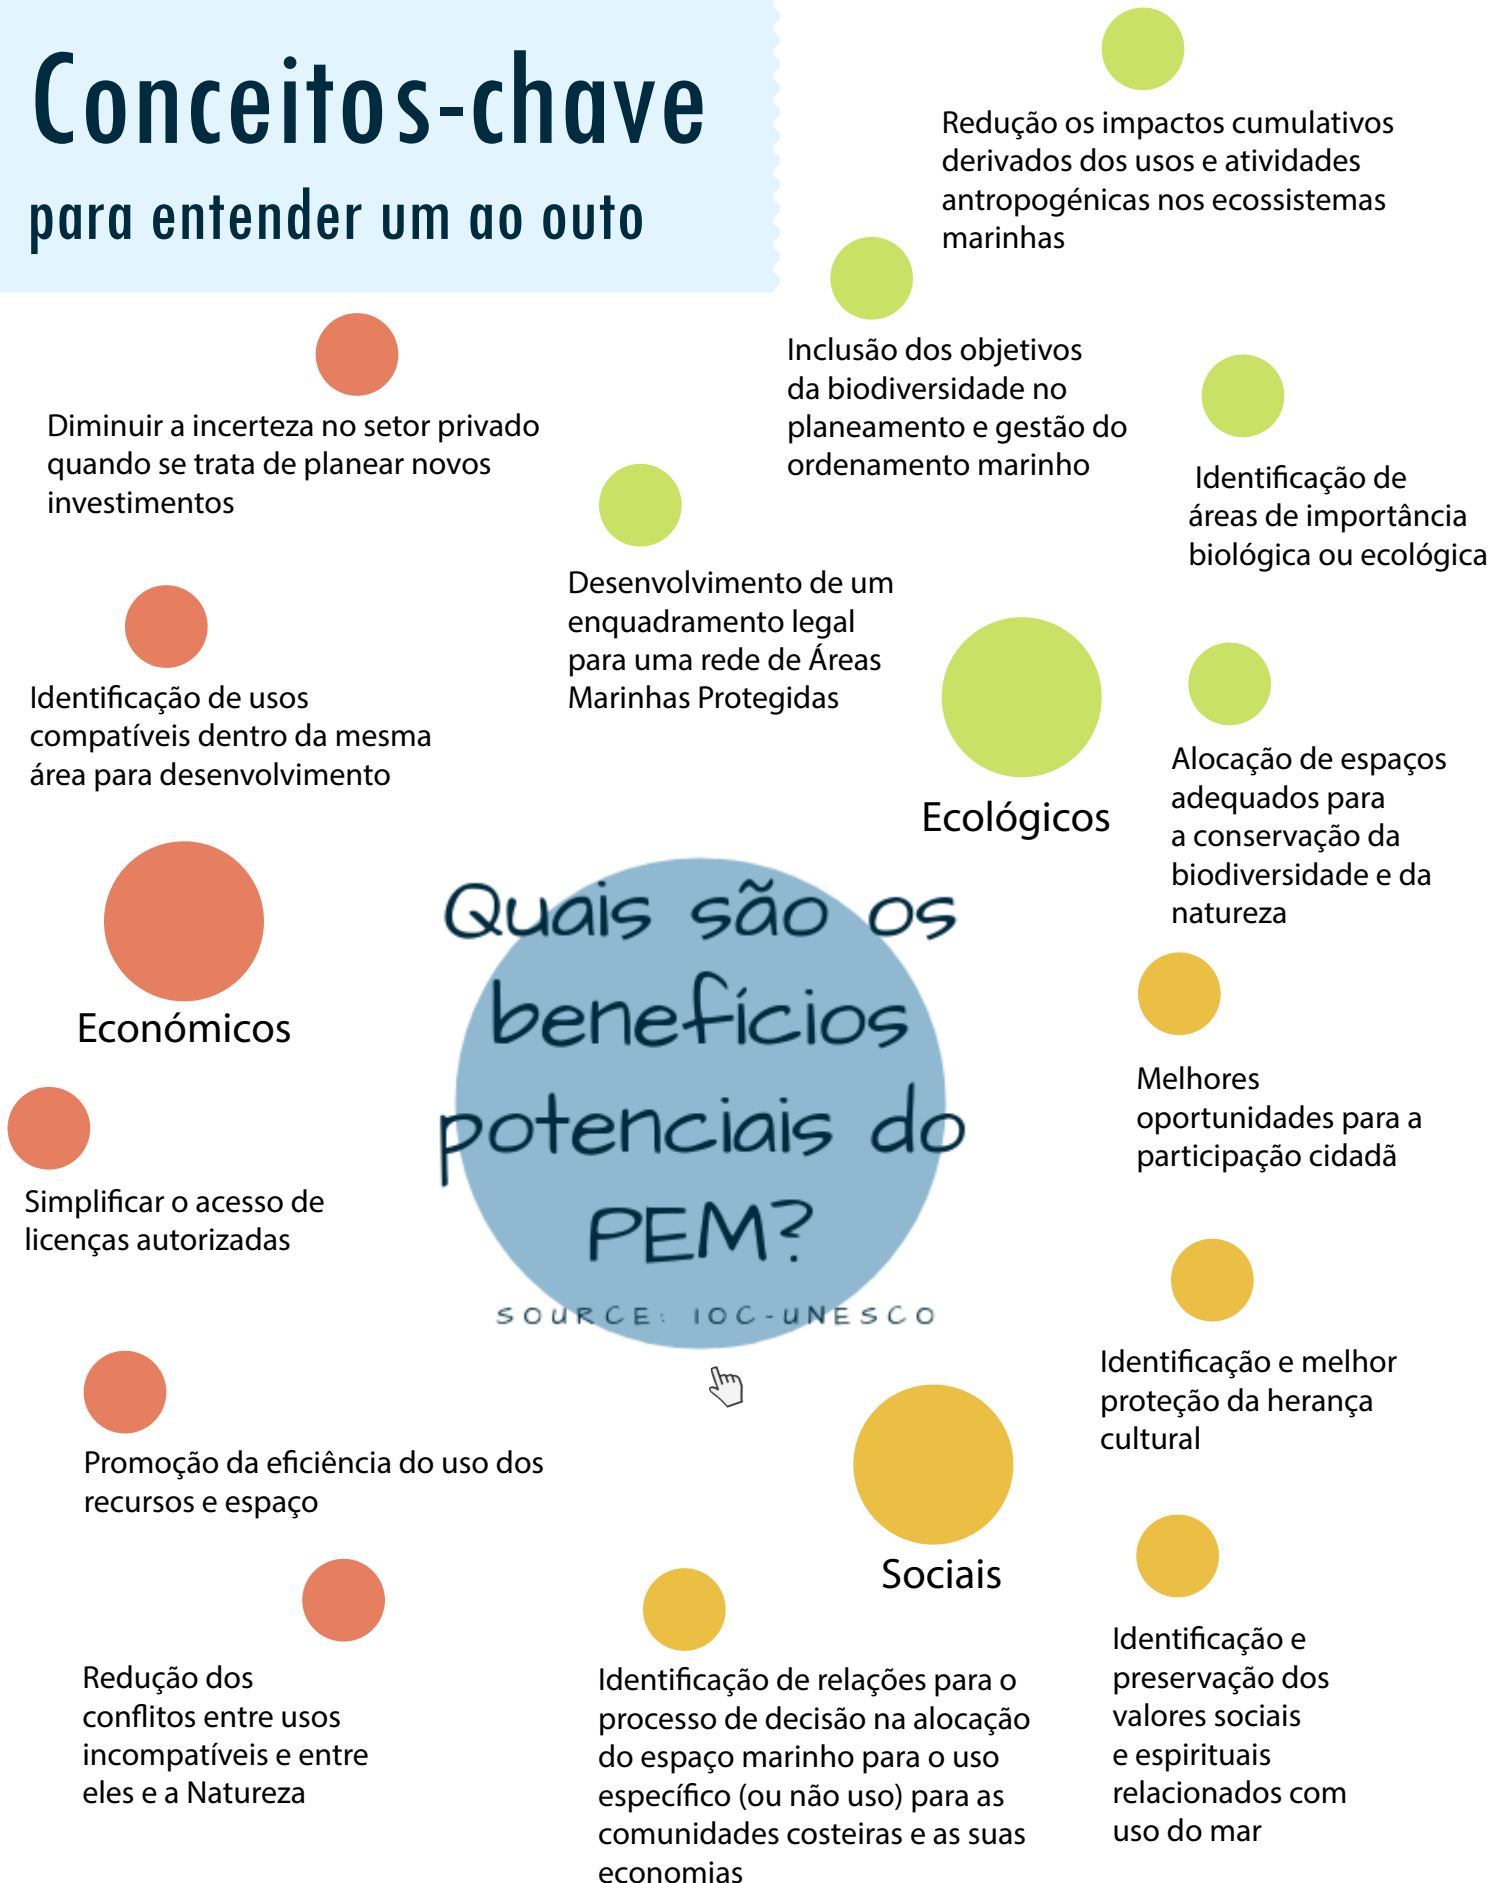 Conceitos-chave
para entender um ao outo
Redução os impactos cumulativos
derivados dos usos e atividades
antropogénicas nos ecossistemas
marinhas
Inclusão dos objetivos
da biodiversidade no
planeamento e gestão do
ordenamento marinho
Identificação de
áreas de importância
biológica ou ecológica
Diminuir a incerteza no setor privado
quando se trata de planear novos
investimentos
Desenvolvimento de um
enquadramento legal
para uma rede de Áreas
Marinhas Protegidas
Identificação de usos
compatíveis dentro da mesma
área para desenvolvimento
Ecológicos
Alocação de espaços
adequados para
a conservação da
biodiversidade e da
natureza
Económicos
Quais são os
benefícios
potenciais do
PEM?
SOURCE: IOC-UNESCO
Melhores
oportunidades para a
participação cidadã
Simplificar o acesso de
licenças autorizadas
Identificação e melhor
proteção da herança
cultural
Promoção da eficiência do uso dos
recursos e espaço
Sociais
Redução dos
conflitos entre usos
incompatíveis e entre
eles e a Natureza
Identificação de relações para o
processo de decisão na alocação
do espaço marinho para o uso
específico (ou não uso) para as
comunidades costeiras e as suas
economias
Identificação e
preservação dos
valores sociais
e espirituais
relacionados com
uso do mar